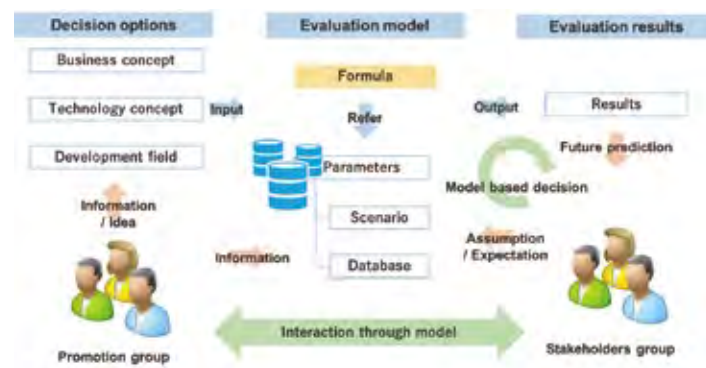 Decision options
Evaluation model
Evaluation results
Business concept
Technology concept
Development field
Input
Formula
Refer
Parameters
Scenario
Database
Output
Results
Future prediction
Model based decision
Information
/ Idea
Information
Assumption
/ Expectation
Interaction through model
Promotion group
Stakeholders group